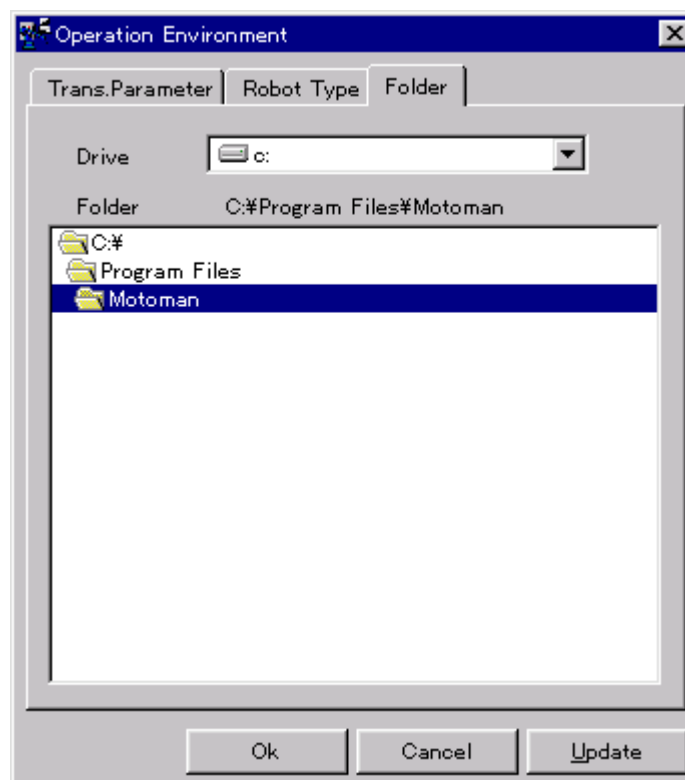 Operation Environment
Trans.Parameter Robot Type Folder
Drive c:
Folder C:¥Program Files¥Motoman
C:¥
Program Files
Motoman
Ok Cancel Update